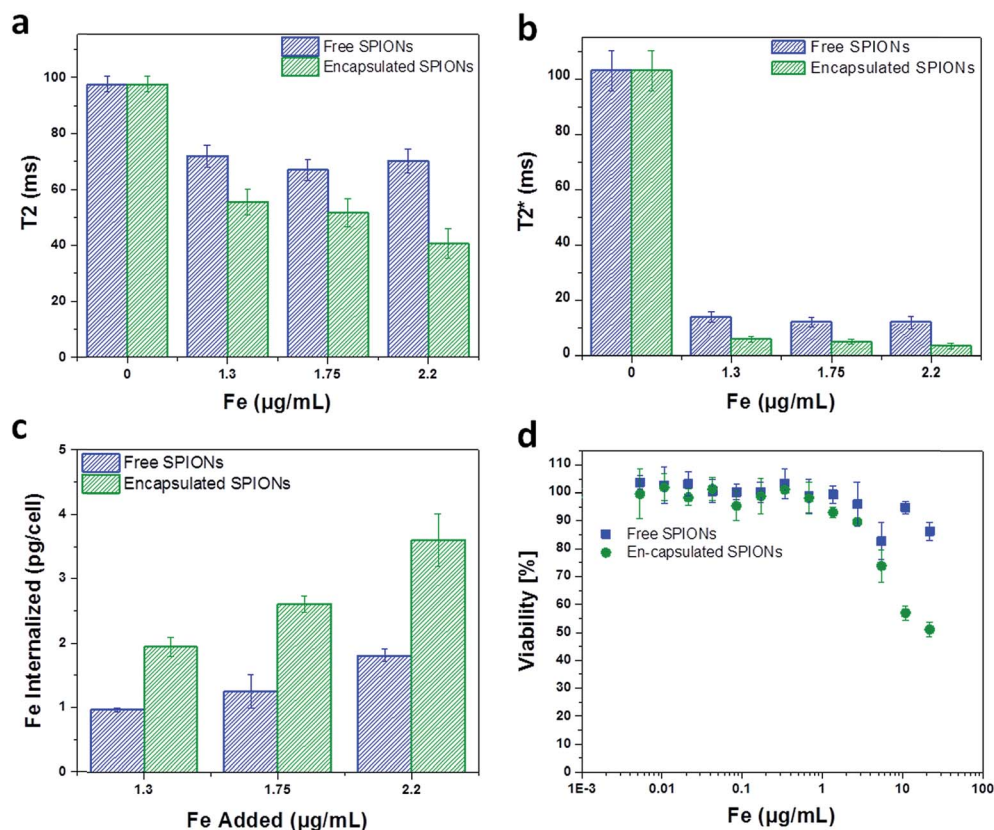 a
Free SPIONs
Encapsulated SPIONs
100
80
60
40
20
0
T2 (ms)
0 1.3 1.75 2.2
Fe (µg/mL)
b
Free SPIONs
Encapsulated SPIONs
100
80
60
40
20
0
T2* (ms)
0 1.3 1.75 2.2
Fe (µg/mL)
c
Free SPIONs
Encapsulated SPIONs
5
4
3
2
1
0
Fe Internalized (pg/cell)
1.3 1.75 2.2
Fe Added (µg/mL)
d
110
100
90
80
70
60
50
40
30
20
10
0
Viability [%]
Free SPIONs
En-capsulated SPIONs
1E-3 0.01 0.1 1 10 100
Fe (µg/mL)